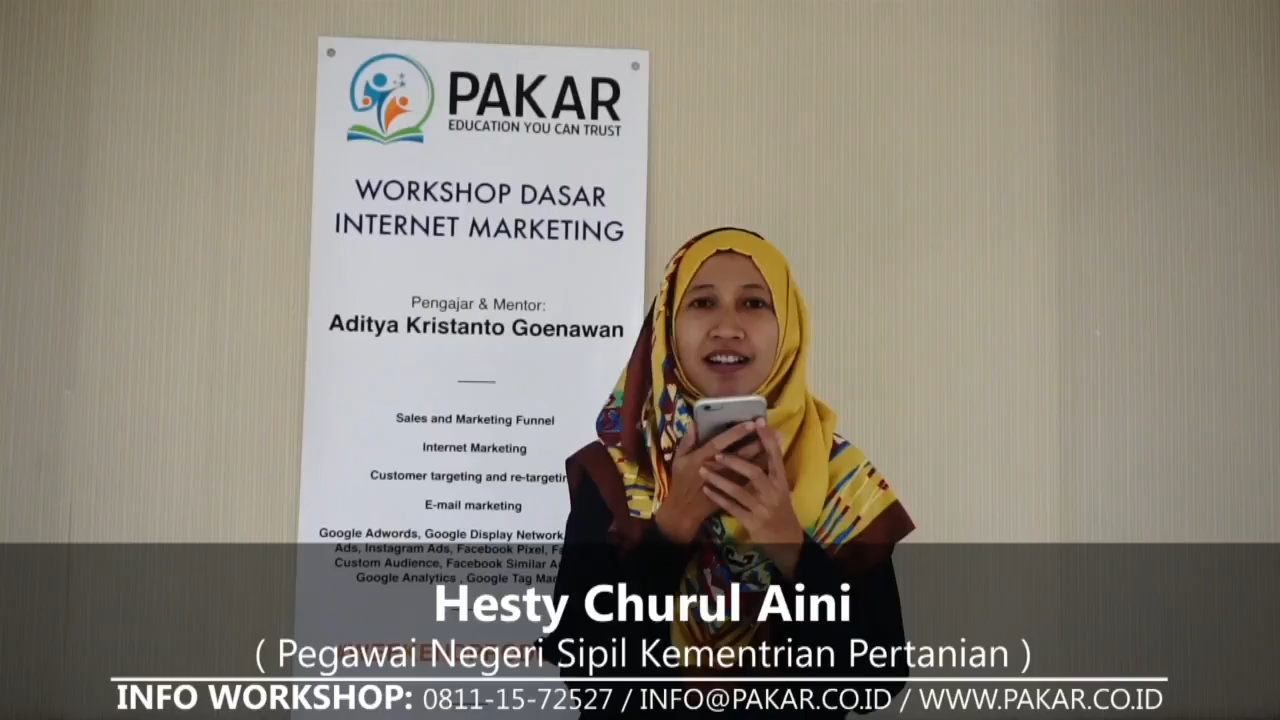 PAKAR
EDUCATION YOU CAN TRUST
WORKSHOP DASAR
INTERNET MARKETING
Pengajar & Mentor:
Aditya Kristanto Goenawan
Sales and Marketing Funnel
Internet Marketing
Customer targeting and
E-mail marketing
Google Adwords, Google Display Network
Ads, Instagram Ads, Facebook Pixel,
Custom Audience, Facebook Similar
Google Analytics , Google Tag
Hesty Churul Aini
( Pegawai Negeri Sipil Kementrian Pertanian )
INFO WORKSHOP: 0811-15-72527 / INFO@PAKAR.CO.ID / WWW.PAKAR.CO.ID